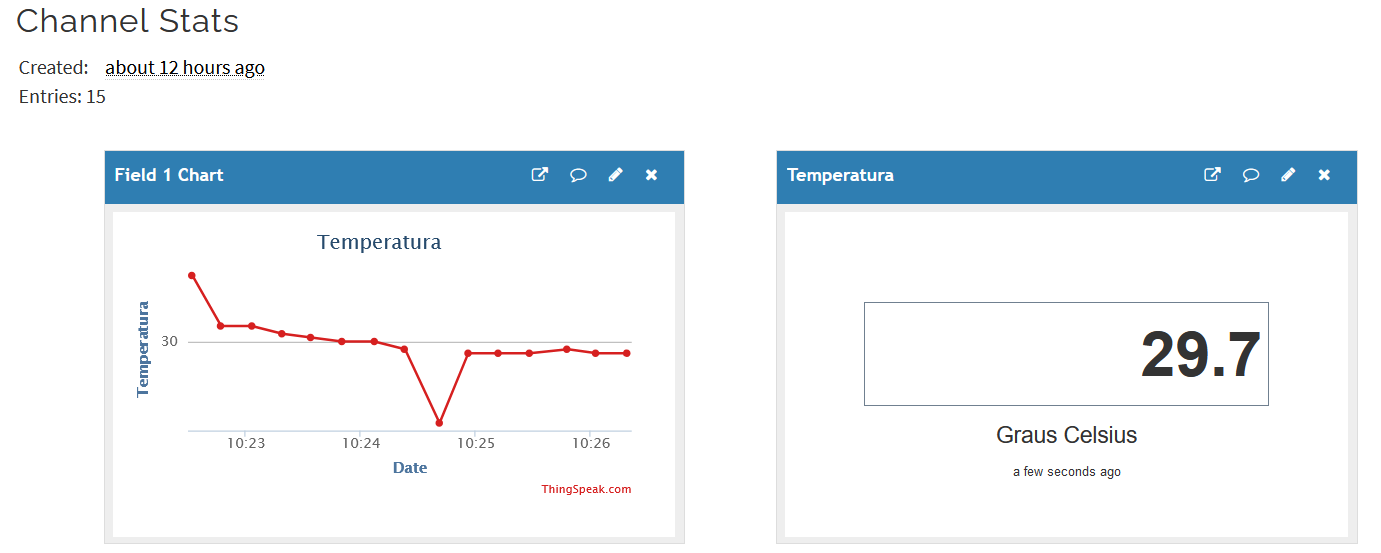 Channel Stats
Created: about 12 hours ago
Entries: 15
Field 1 Chart
Temperatura
Temperatura
30
10:23 10:24 10:25 10:26
Date
ThingSpeak.com
Temperatura
29.7
Graus Celsius
a few seconds ago